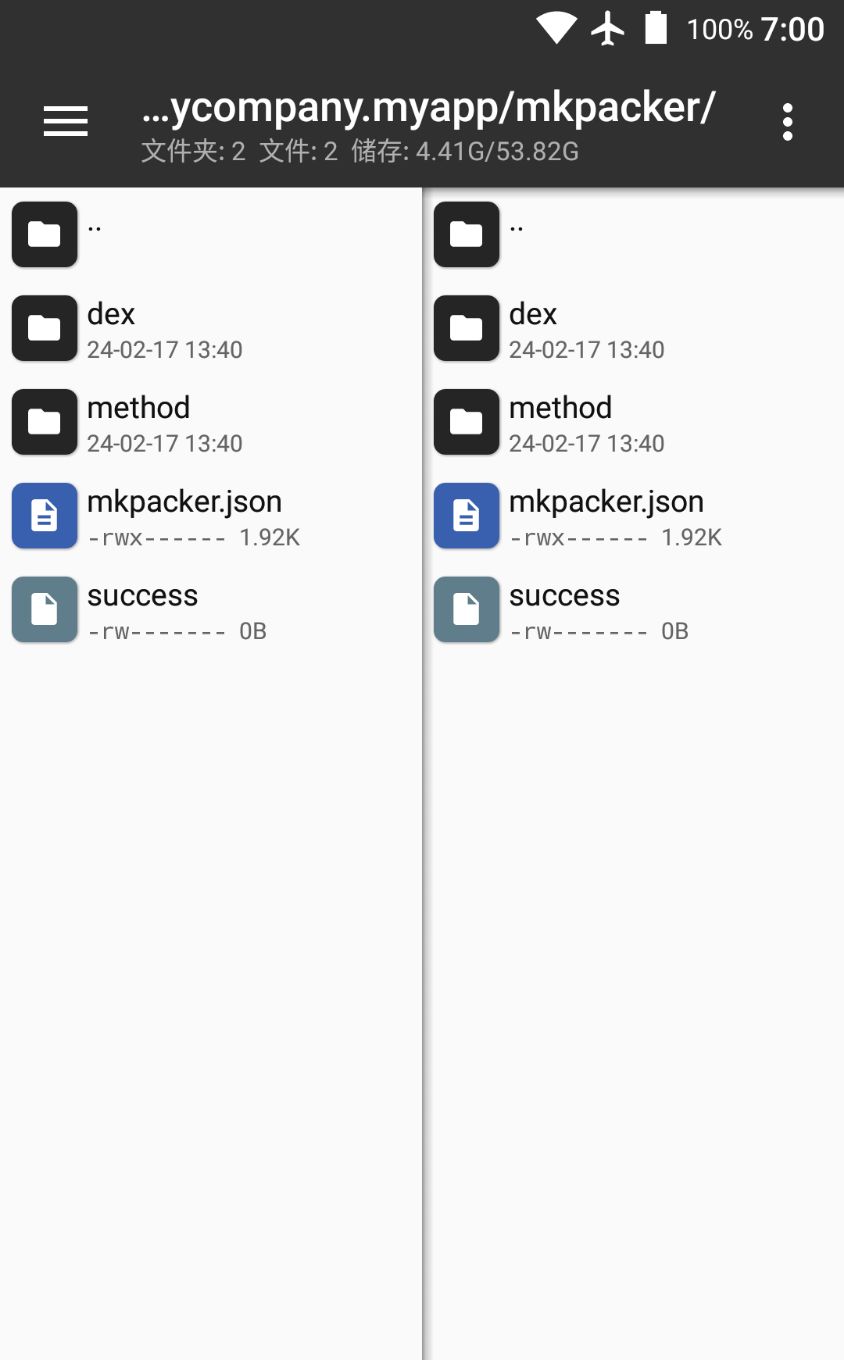 100% 7:00
...ycompany.myapp/mkpacker/
文件夹: 2 文件: 2 储存: 4.41G/53.82G
..
dex
24-02-17 13:40
method
24-02-17 13:40
mkpacker.json
-rwx------ 1.92K
success
-rw------- 0B
..
dex
24-02-17 13:40
method
24-02-17 13:40
mkpacker.json
-rwx------ 1.92K
success
-rw------- 0B